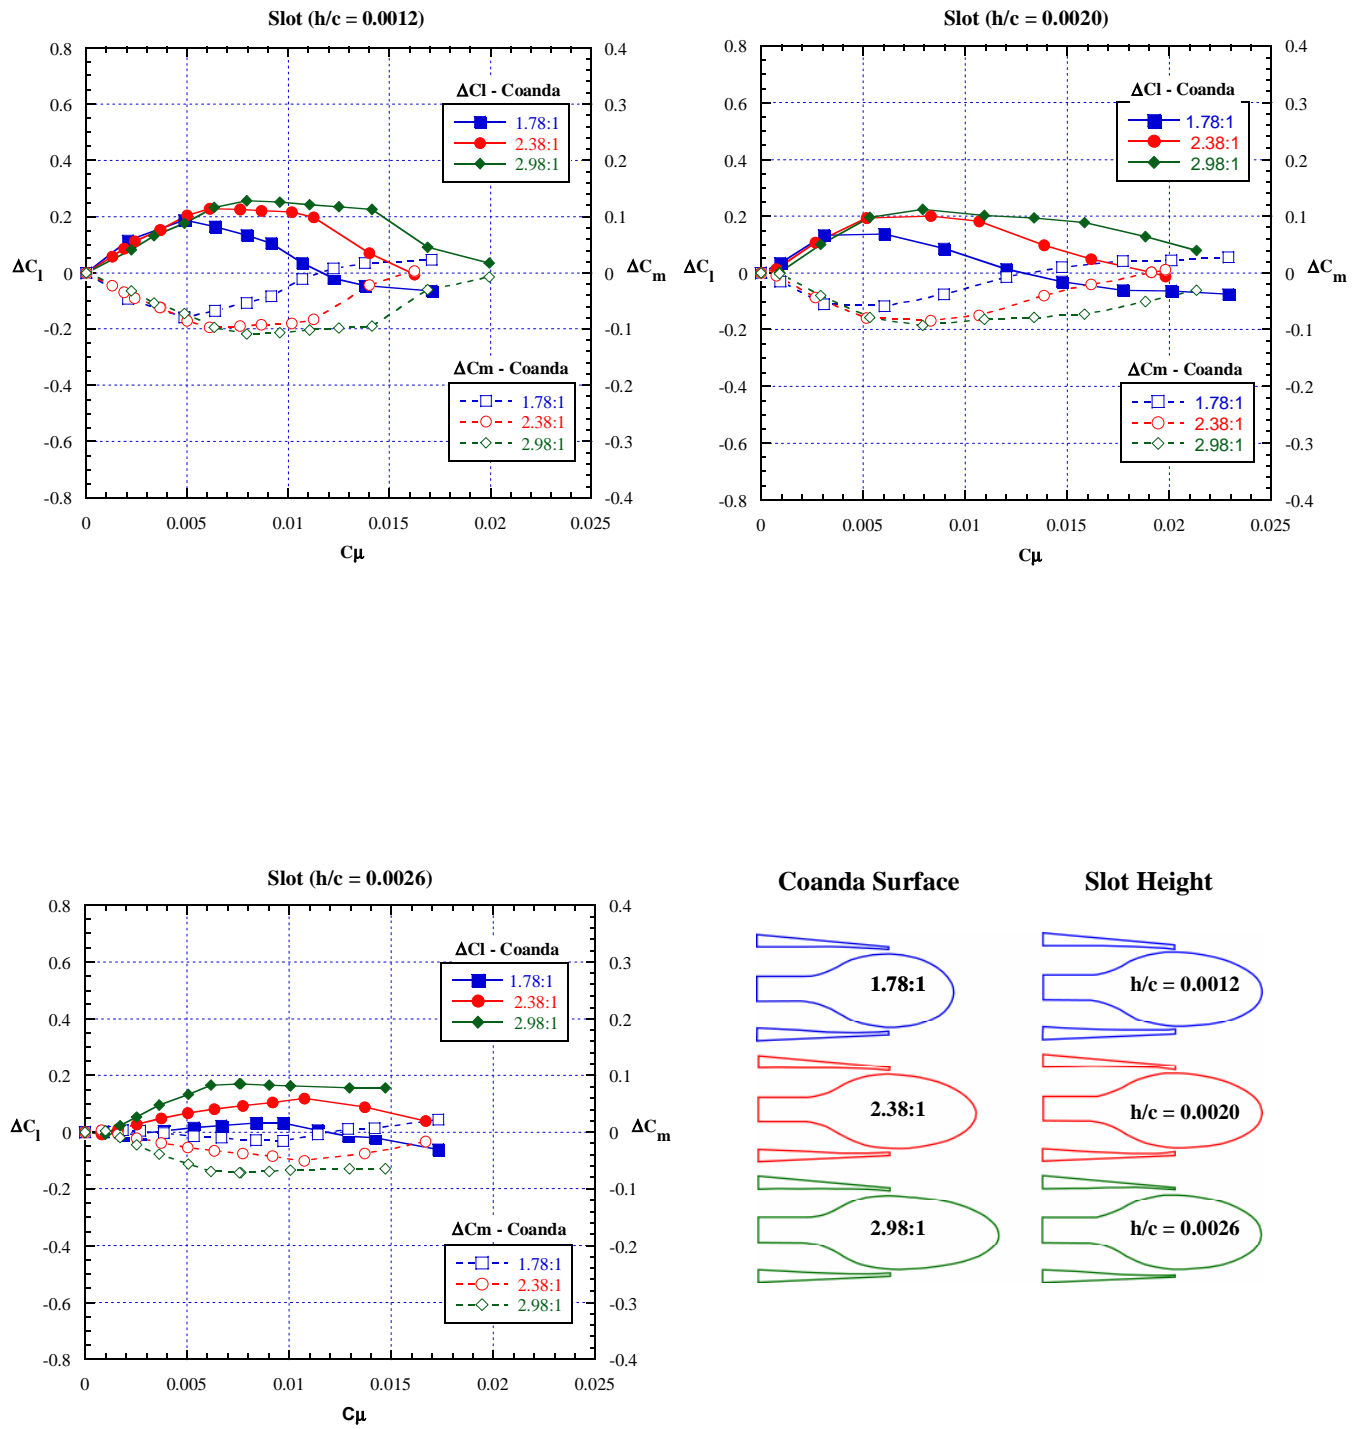 Slot (h/c = 0.0012)
0.8
0.6
0.4
0.2
0
-0.2
-0.4
-0.6
-0.8
ΔCl
0.4
0.3
0.2
0.1
0
-0.1
-0.2
-0.3
-0.4
ΔCm
0 0.005 0.01 0.015 0.02 0.025
Cμ
ΔCl - Coanda
1.78:1
2.38:1
2.98:1
ΔCm - Coanda
1.78:1
2.38:1
2.98:1
Slot (h/c = 0.0020)
0.8
0.6
0.4
0.2
0
-0.2
-0.4
-0.6
-0.8
ΔCl
0.4
0.3
0.2
0.1
0
-0.1
-0.2
-0.3
-0.4
ΔCm
0 0.005 0.01 0.015 0.02 0.025
Cμ
ΔCl - Coanda
1.78:1
2.38:1
2.98:1
ΔCm - Coanda
1.78:1
2.38:1
2.98:1
Slot (h/c = 0.0026)
0.8
0.6
0.4
0.2
0
-0.2
-0.4
-0.6
-0.8
ΔCl
0.4
0.3
0.2
0.1
0
-0.1
-0.2
-0.3
-0.4
ΔCm
0 0.005 0.01 0.015 0.02 0.025
Cμ
ΔCl - Coanda
1.78:1
2.38:1
2.98:1
ΔCm - Coanda
1.78:1
2.38:1
2.98:1
Coanda Surface
1.78:1
2.38:1
2.98:1
Slot Height
h/c = 0.0012
h/c = 0.0020
h/c = 0.0026